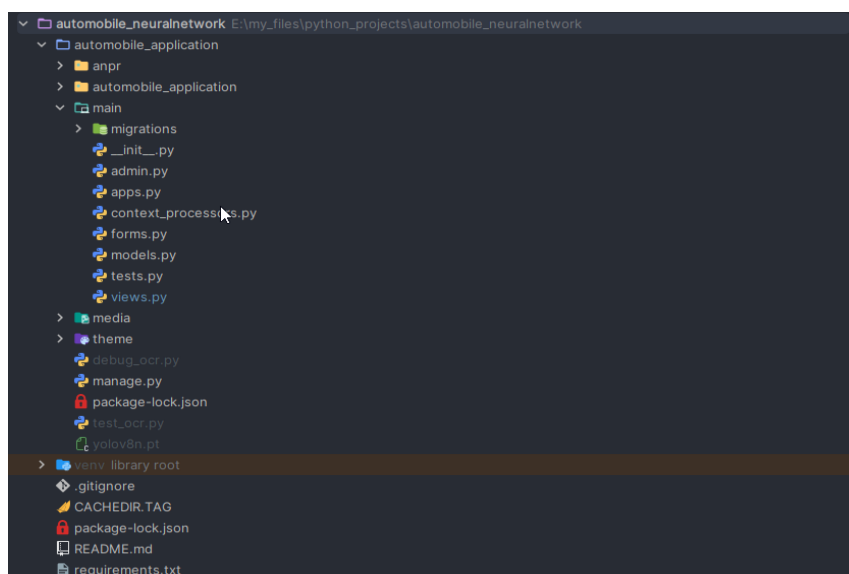 automobile_neuralnetwork E:\my_files\python_projects\automobile_neuralnetwork
automobile_application
anpr
automobile_application
main
migrations
__init__.py
admin.py
apps.py
context_processors.py
forms.py
models.py
tests.py
views.py
media
theme
debug_ocr.py
manage.py
package-lock.json
test_ocr.py
yolov8n.pt
venv library root
.gitignore
CACHEDIR.TAG
package-lock.json
README.md
requirements.txt